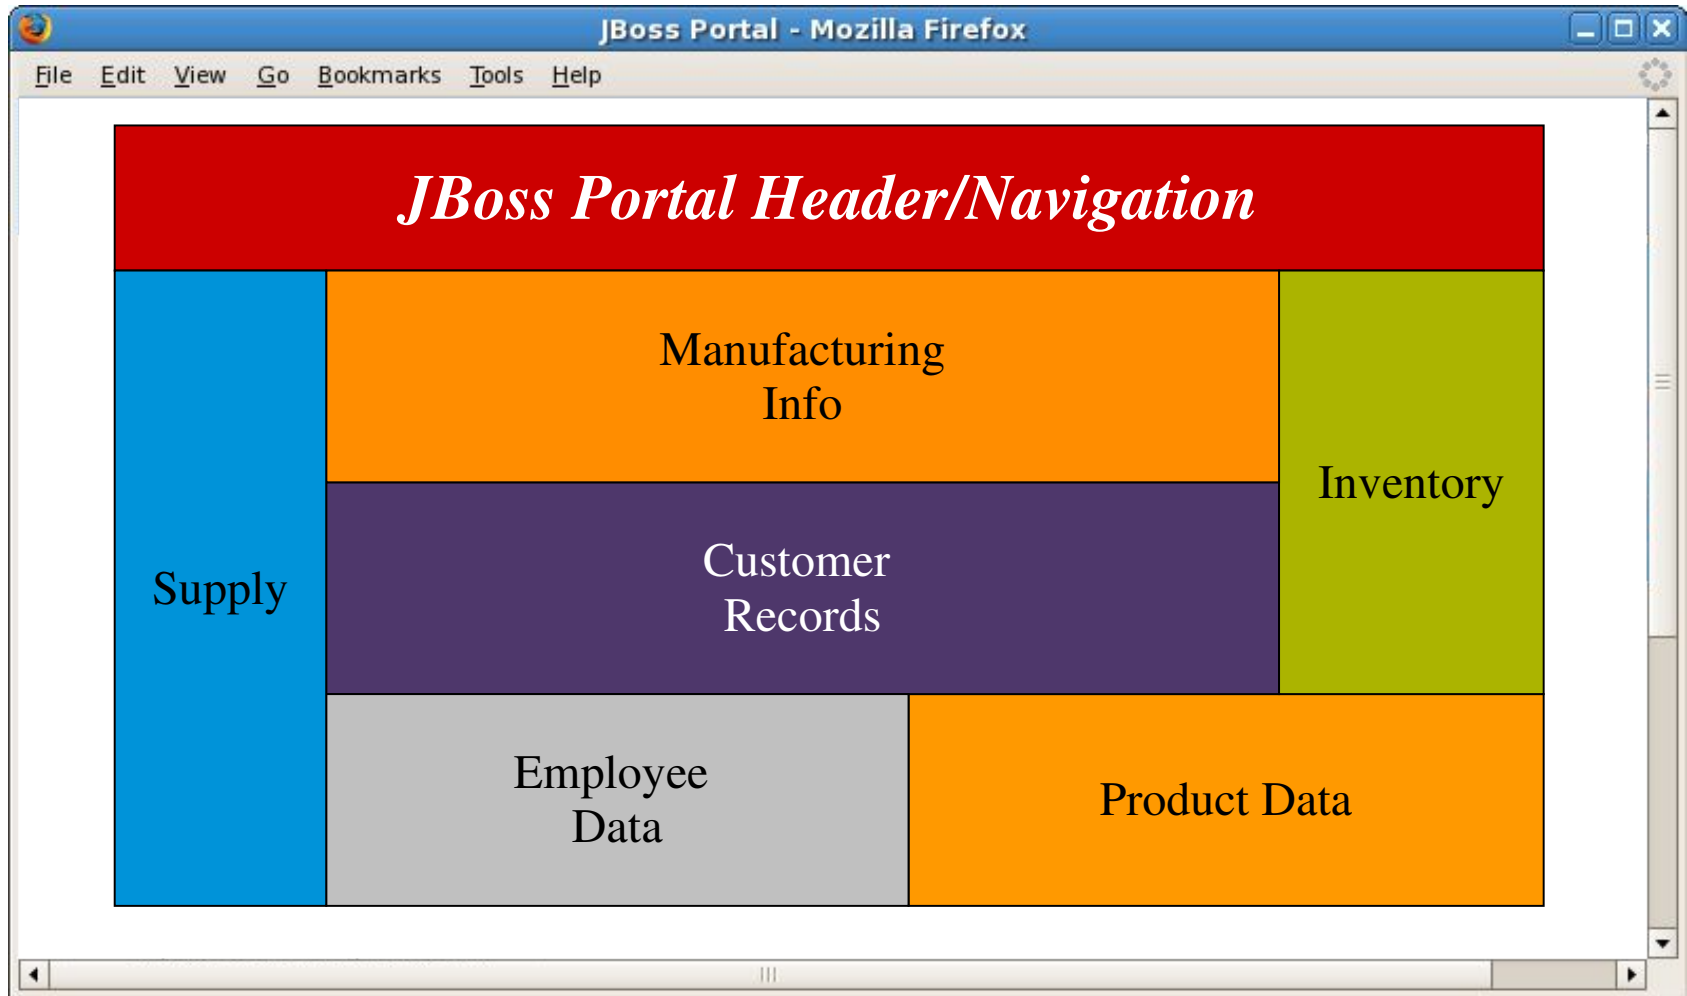 JBoss Portal - Mozilla Firefox
File Edit View Go Bookmarks Tools Help
JBoss Portal Header/Navigation
Manufacturing
Info
Inventory
Customer
Records
Supply
Employee
Data
Product Data